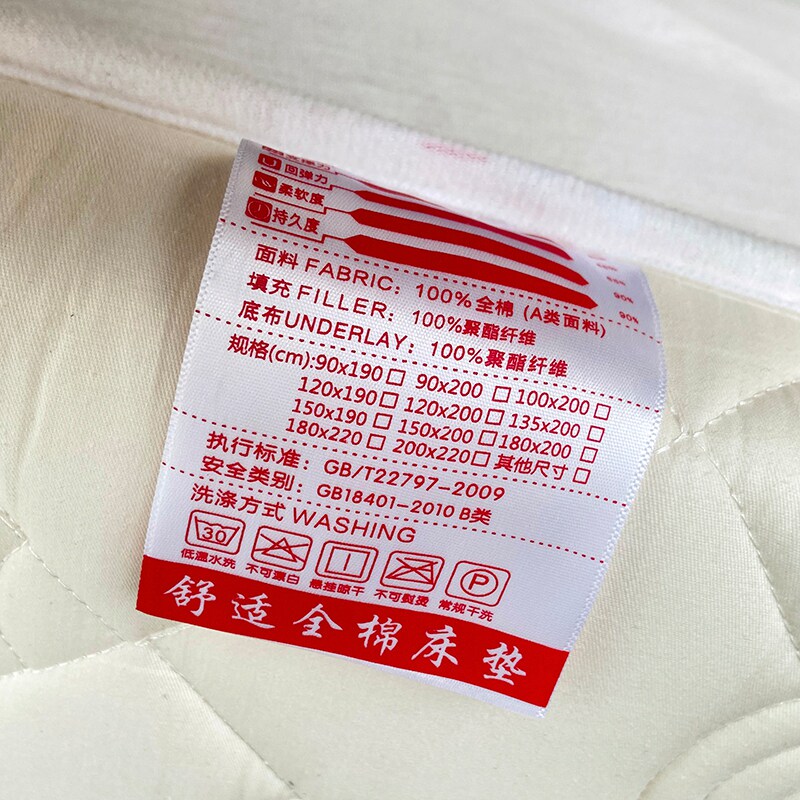 回弹力
柔软度
持久度
90%
90%
面料 FABRIC: 100% 全棉 (A类面料)
填充 FILLER: 100%聚酯纤维
底布UNDERLAY: 100%聚酯纤维
规格(cm):90x190□ 90x200 □ 100x200 □
120x190 □ 120x200 □ 135x200 □
150x190 □ 150x200 □ 180x200 □
180x220 □ 200x220 □ 其他尺寸 □
执行标准: GB/T22797-2009
安全类别: GB18401-2010 B类
洗涤方式 WASHING
30 P
低温水洗 不可漂白 悬挂晾干 不可熨烫 常规干洗
舒适全棉床垫